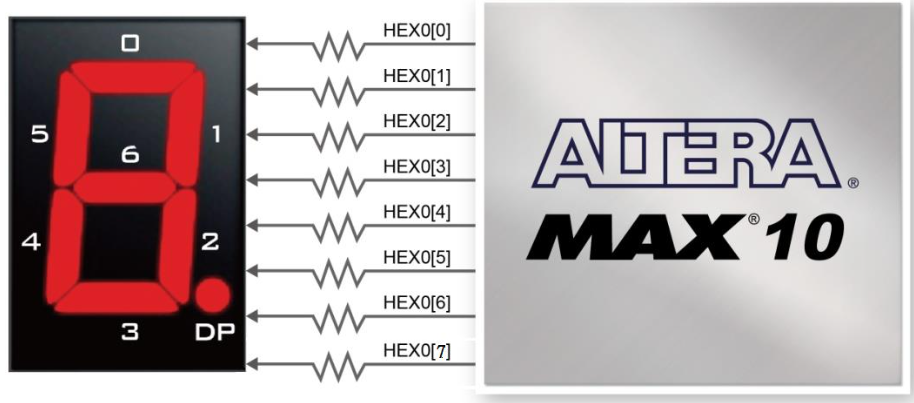 0
5
1
6
4
2
3
DP
HEX0[0]
HEX0[1]
HEX0[2]
HEX0[3]
HEX0[4]
HEX0[5]
HEX0[6]
HEX0[7]
ALTERA®
MAX® 10